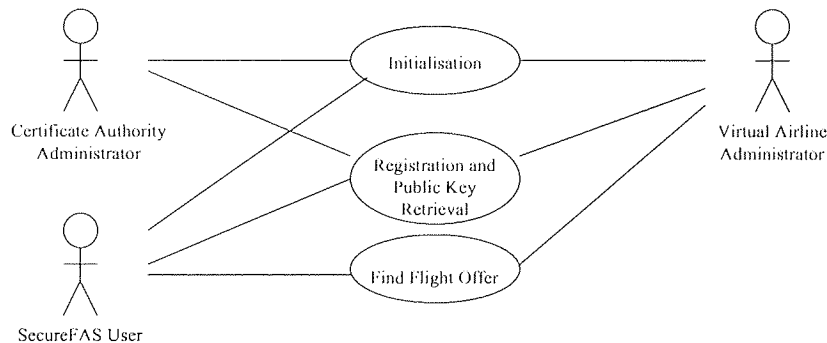 Initialisation
Certificate Authority
Administrator
Virtual Airline
Administrator
Registration and
Public Key
Retrieval
Find Flight Offer
SecureFAS User